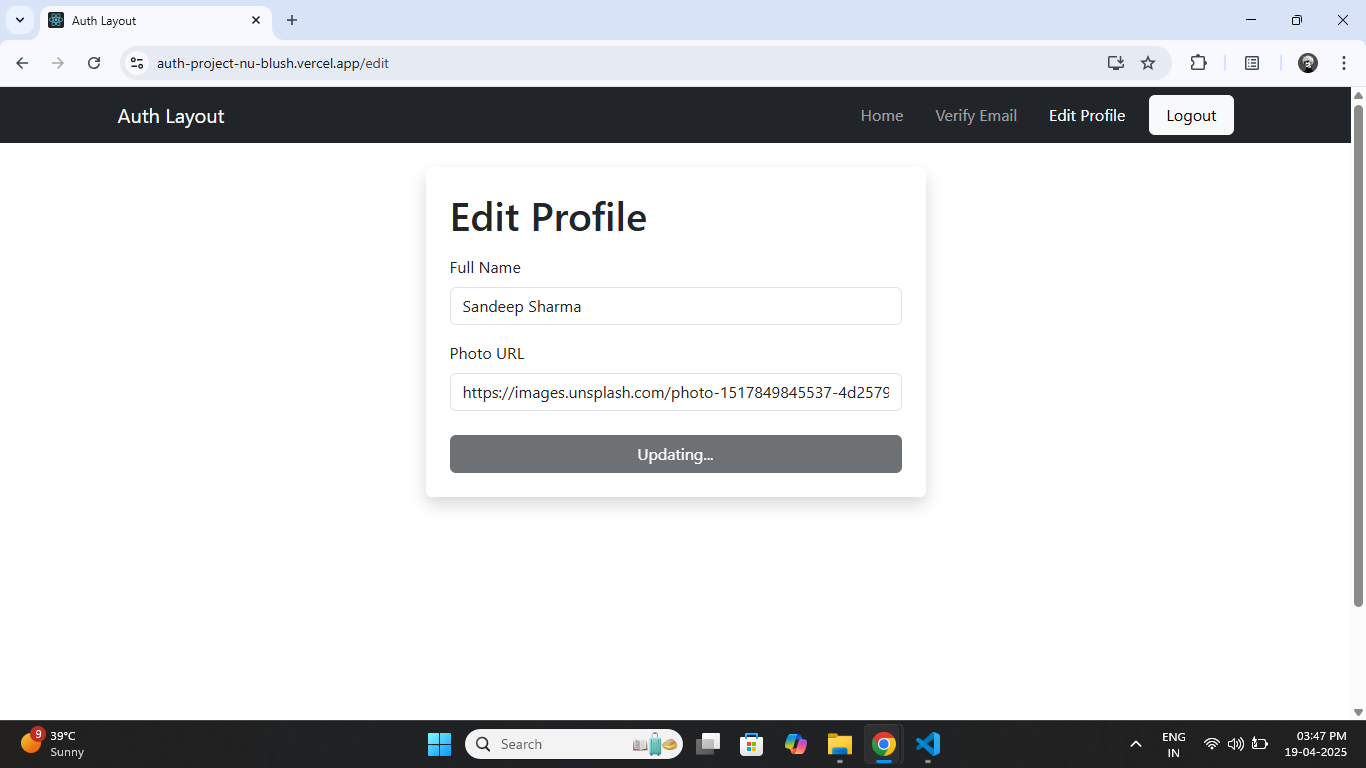 Auth Layout
auth-project-nu-blush.vercel.app/edit
Auth Layout
Home
Verify Email
Edit Profile
Logout
Edit Profile
Full Name
Sandeep Sharma
Photo URL
https://images.unsplash.com/photo-1517849845537-4d2579
Updating...
9
39°C
Sunny
Search
ENG
IN
03:47 PM
19-04-2025